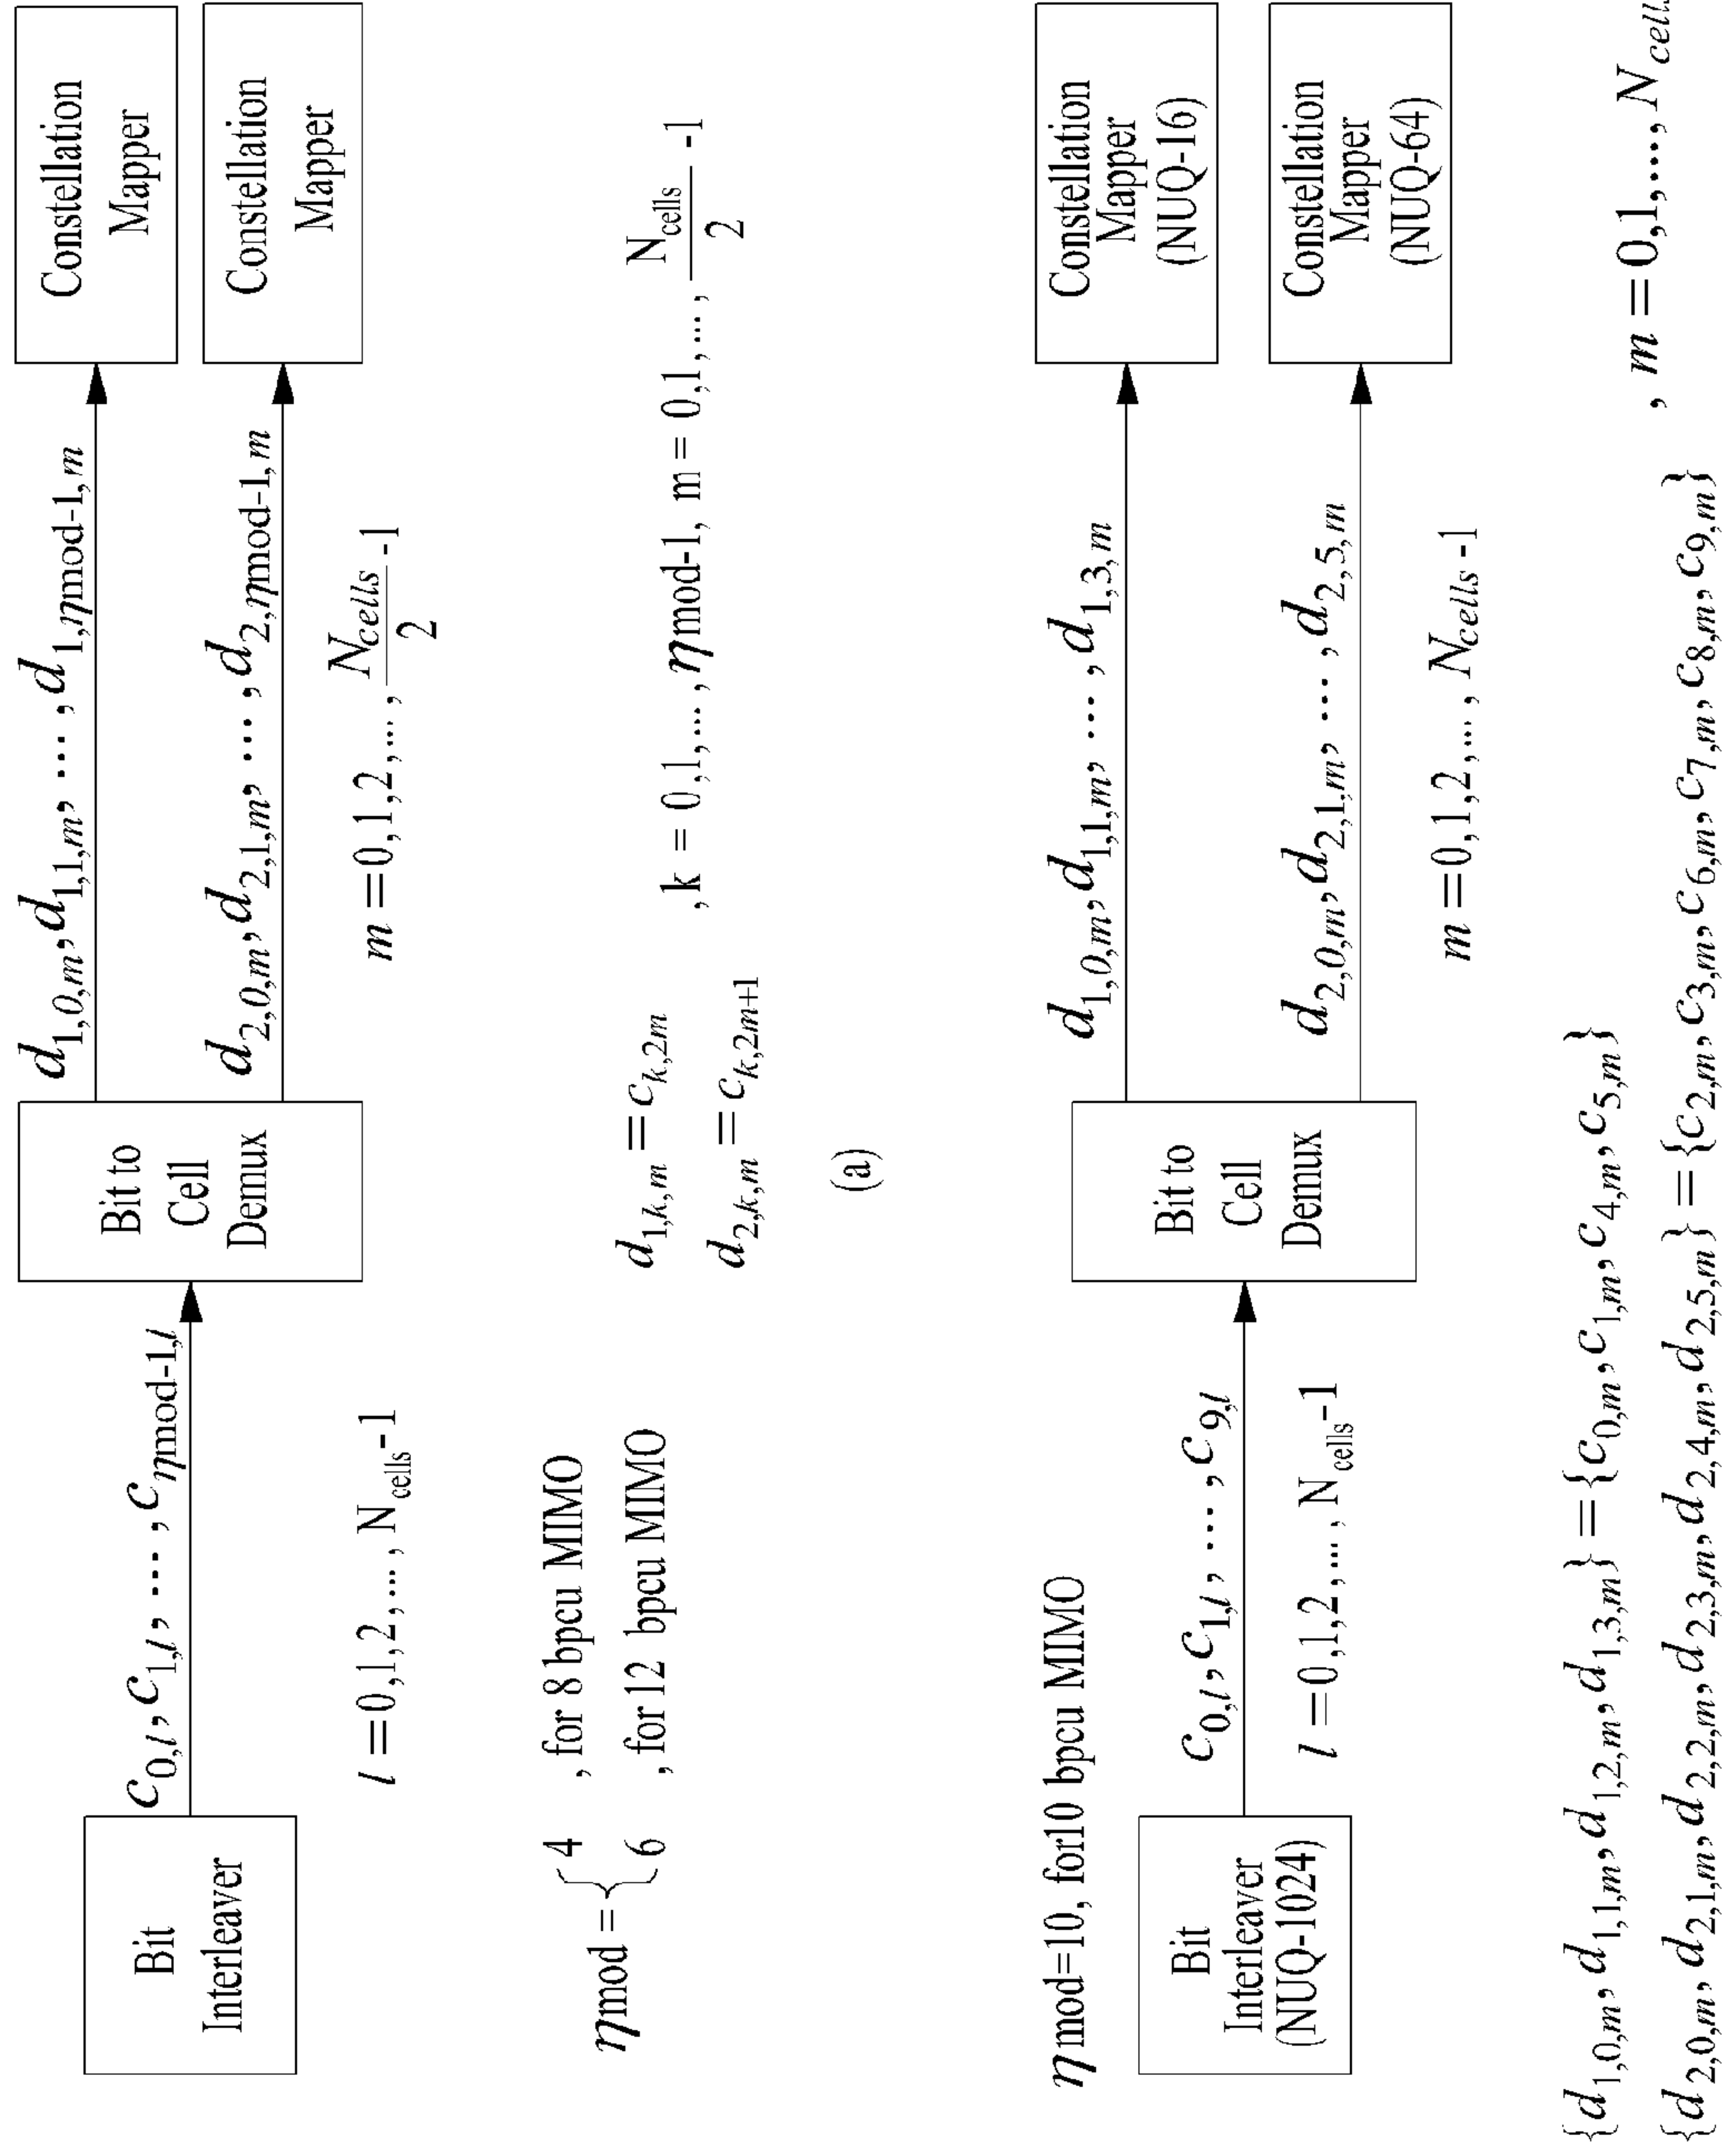 Bit
Interleaver
c0,l, c1,l, ⋯, cηmod-1,l
l=0,1,2,..., Ncells-1
Bit to
Cell
Demux
d1,0,m, d1,1,m, ⋯, d1,ηmod-1,m
d2,0,m, d2,1,m, ⋯, d2,ηmod-1,m
m=0,1,2,..., Ncells/2 -1
Constellation
Mapper
Constellation
Mapper
ηmod = { 4 , for 8 bpcu MIMO
6 , for 12 bpcu MIMO
d1,k,m = ck,2m
d2,k,m = ck,2m+1
,k = 0,1,..., ηmod-1, m = 0,1,..., Ncells/2 -1
(a)
ηmod=10, for10 bpcu MIMO
Bit
Interleaver
(NUQ-1024)
c0,l, c1,l, ⋯, c9,l
l=0,1,2,..., Ncells-1
Bit to
Cell
Demux
d1,0,m, d1,1,m, ⋯, d1,3,m
d2,0,m, d2,1,m, ⋯, d2,5,m
m=0,1,2,..., Ncells -1
Constellation
Mapper
(NUQ-16)
Constellation
Mapper
(NUQ-64)
{d1,0,m, d1,1,m, d1,2,m, d1,3,m} = {c0,m, c1,m, c4,m, c5,m}
{d2,0,m, d2,1,m, d2,2,m, d2,3,m, d2,4,m, d2,5,m} = {c2,m, c3,m, c6,m, c7,m, c8,m, c9,m}
, m=0,1,..., Ncells